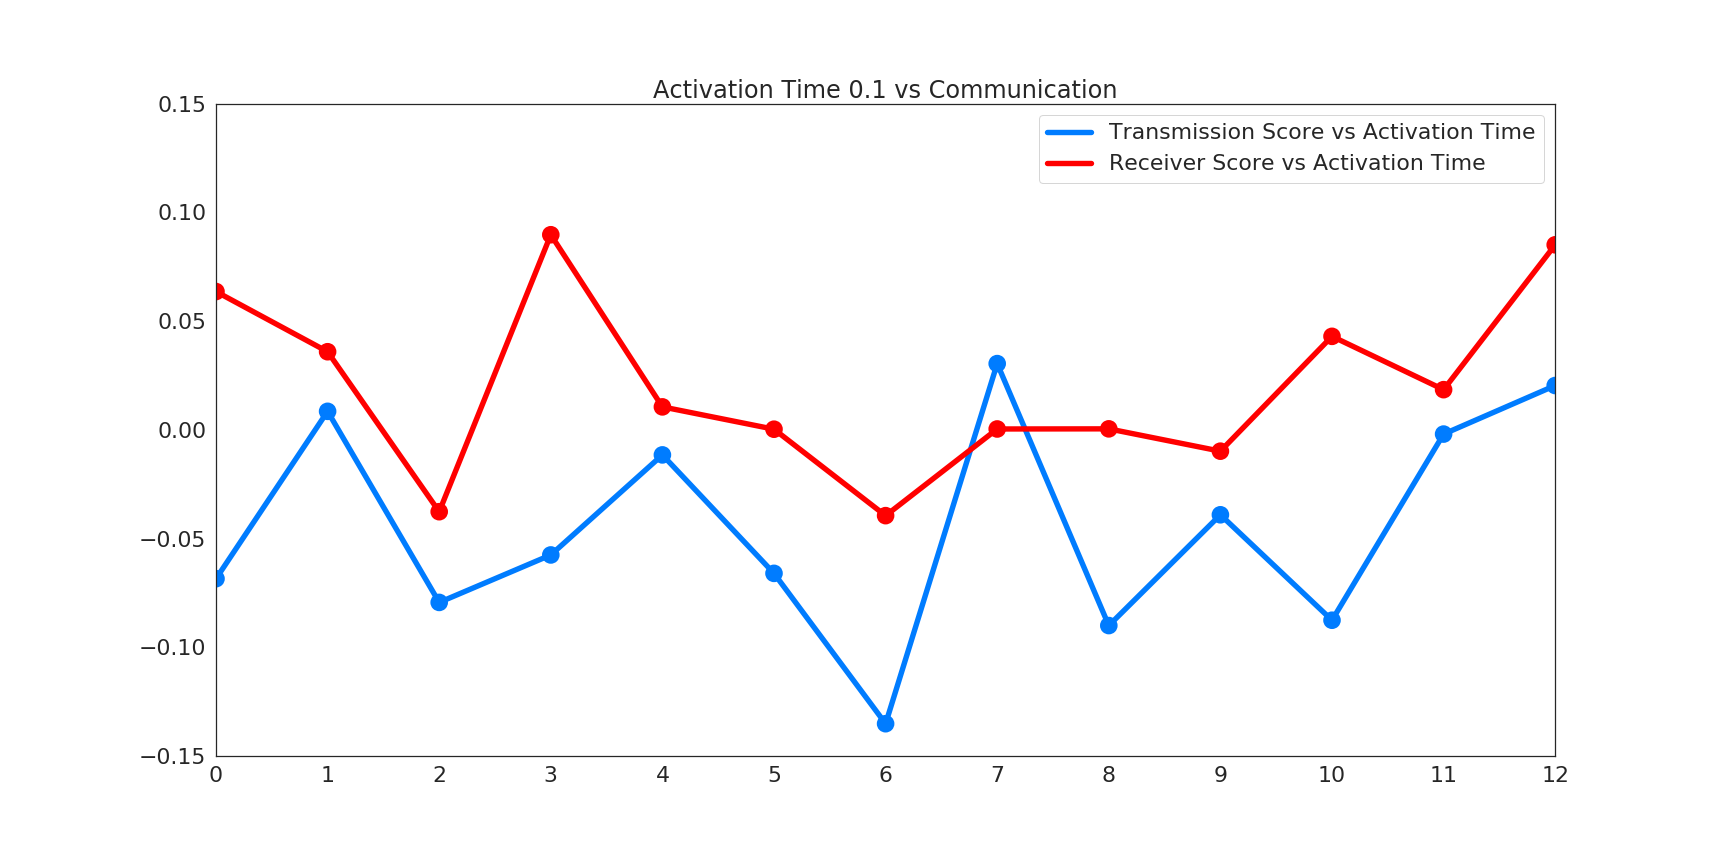 Activation Time 0.1 vs Communication
0.15
Transmission Score vs Activation Time
Receiver Score vs Activation Time
0.10
0.05
0.00
−0.05
−0.10
−0.15
0 1 2 3 4 5 6 7 8 9 10 11 12